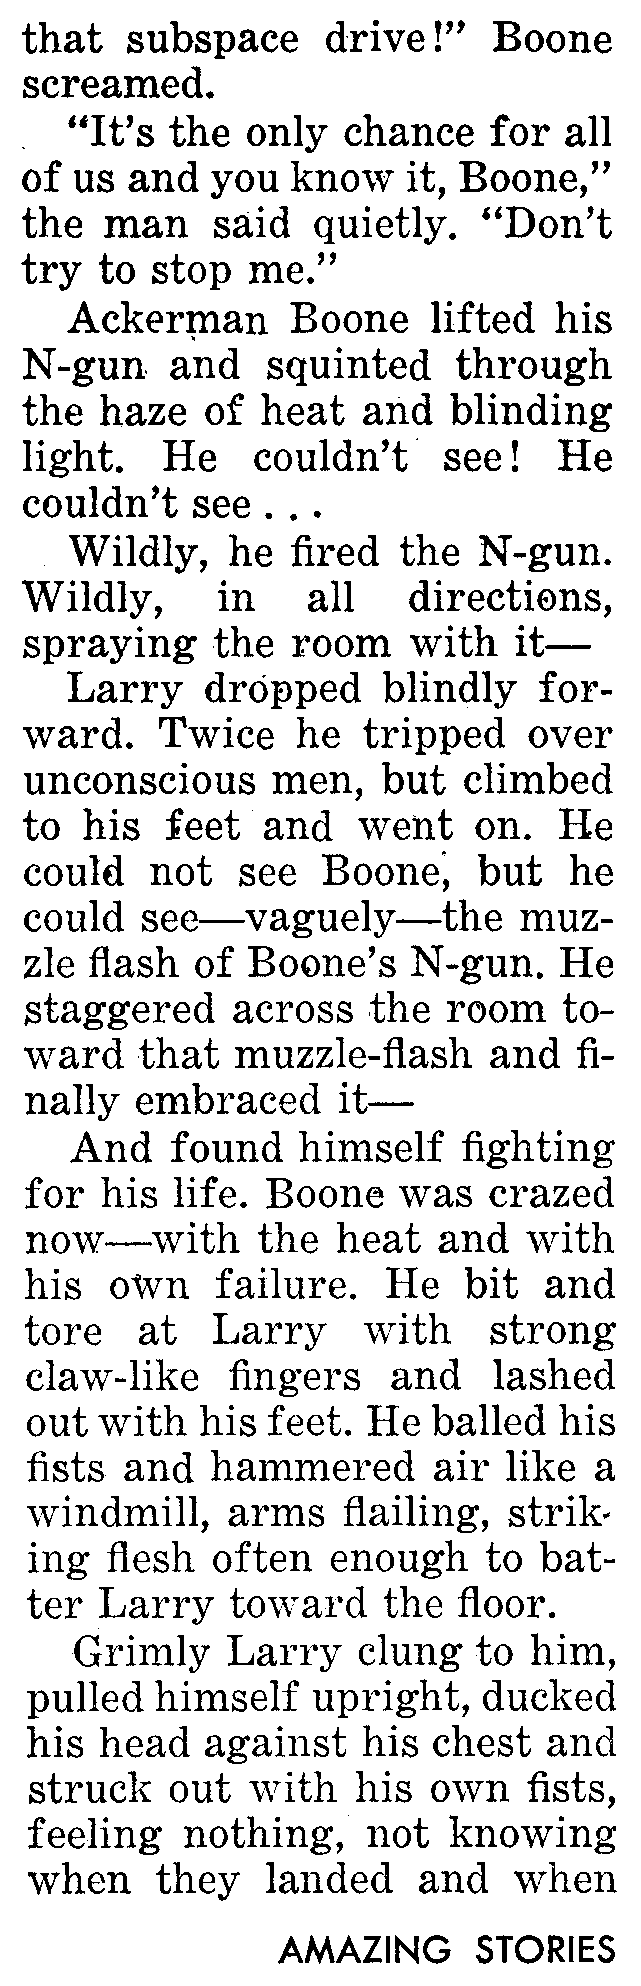 that subspace drive!” Boone
screamed.
“It’s the only chance for all
of us and you know it, Boone,”
the man said quietly. “Don’t
try to stop me.”
Ackerman Boone lifted his
N-gun and squinted through
the haze of heat and blinding
light. He couldn’t see! He
couldn’t see . . .
Wildly, he fired the N-gun.
Wildly, in all directions,
spraying the room with it—
Larry dropped blindly for-
ward. Twice he tripped over
unconscious men, but climbed
to his feet and went on. He
could not see Boone, but he
could see—vaguely—the muz-
zle flash of Boone’s N-gun. He
staggered across the room to-
ward that muzzle-flash and fi-
nally embraced it—
And found himself fighting
for his life. Boone was crazed
now—with the heat and with
his own failure. He bit and
tore at Larry with strong
claw-like fingers and lashed
out with his feet. He balled his
fists and hammered air like a
windmill, arms flailing, strik-
ing flesh often enough to bat-
ter Larry toward the floor.
Grimly Larry clung to him,
pulled himself upright, ducked
his head against his chest and
struck out with his own fists,
feeling nothing, not knowing
when they landed and when
AMAZING STORIES